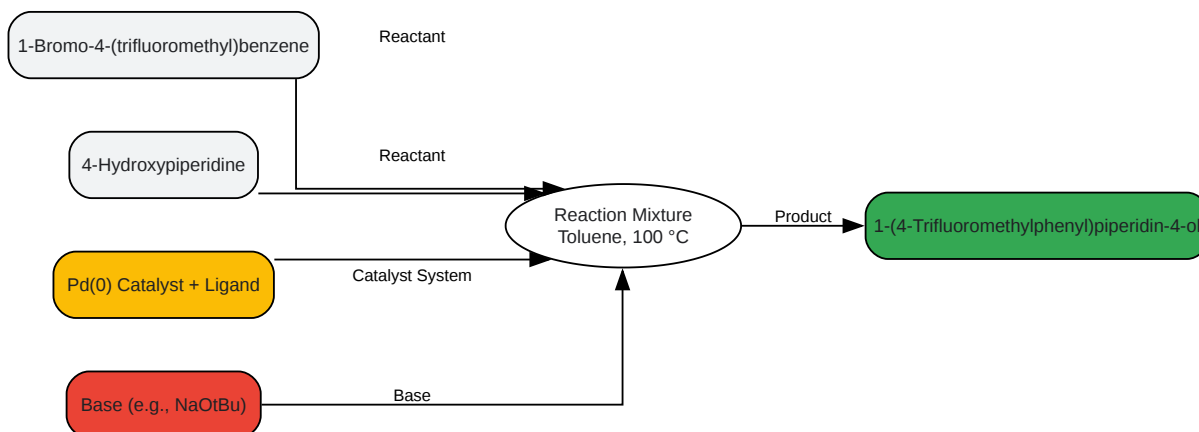 1-Bromo-4-(trifluoromethyl)benzene
Reactant
4-Hydroxypiperidine
Reactant
Reaction Mixture
Toluene, 100 °C
Product
1-(4-Trifluoromethylphenyl)piperidin-4-ol
Pd(0) Catalyst + Ligand
Catalyst System
Base (e.g., NaOtBu)
Base